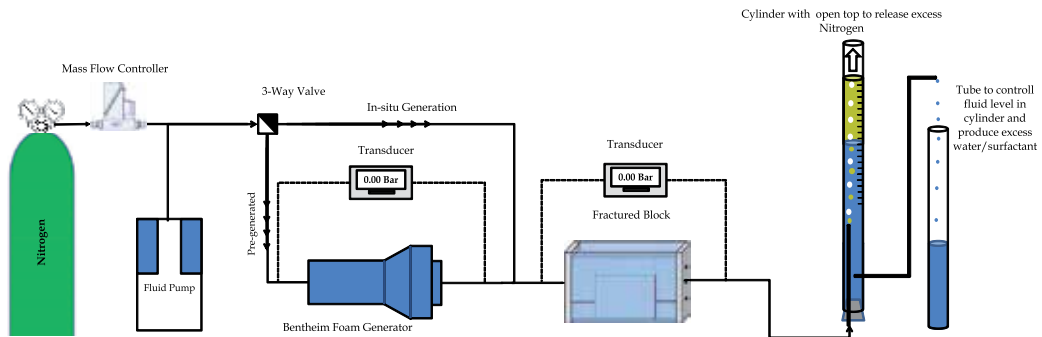 Cylinder with open top to release excess
Nitrogen
Mass Flow Controller
3-Way Valve
In-situ Generation
Tube to controll
fluid level in
cylinder and
produce excess
water/surfactant
Transducer
0.00 Bar
Transducer
0.00 Bar
Fractured Block
Pre-generated
Nitrogen
Fluid Pump
Bentheim Foam Generator